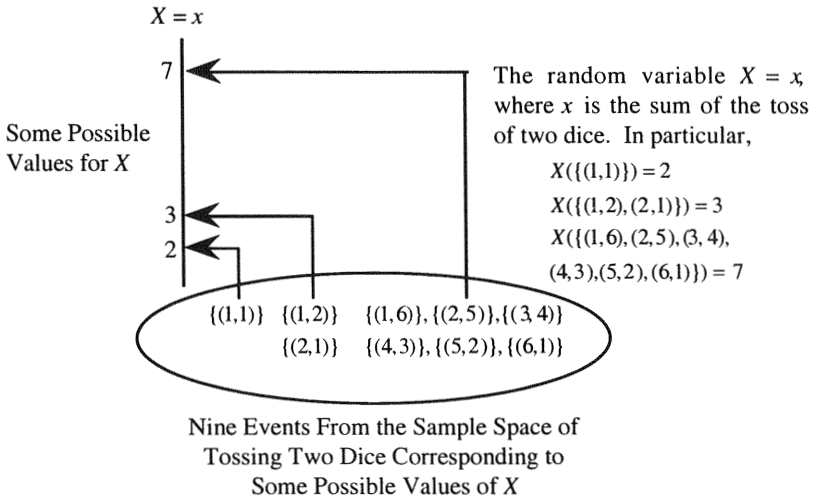 X = x
7
Some Possible
Values for X
3
2
The random variable X = x,
where x is the sum of the toss
of two dice. In particular,
X({(1,1)}) = 2
X({(1,2),(2,1)}) = 3
X({(1,6),(2,5),(3,4),
(4,3),(5,2),(6,1)}) = 7
{(1,1)} {(1,2)} {(1,6)},{(2,5)},{(3,4)}
{(2,1)} {(4,3)},{(5,2)},{(6,1)}
Nine Events From the Sample Space of
Tossing Two Dice Corresponding to
Some Possible Values of X